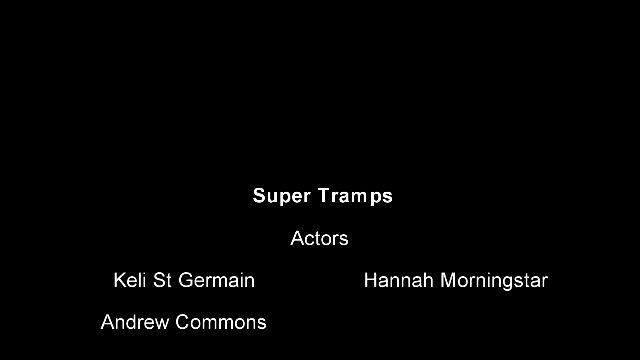 Super Tramps
Actors
Keli St Germain Hannah Morningstar
Andrew Commons